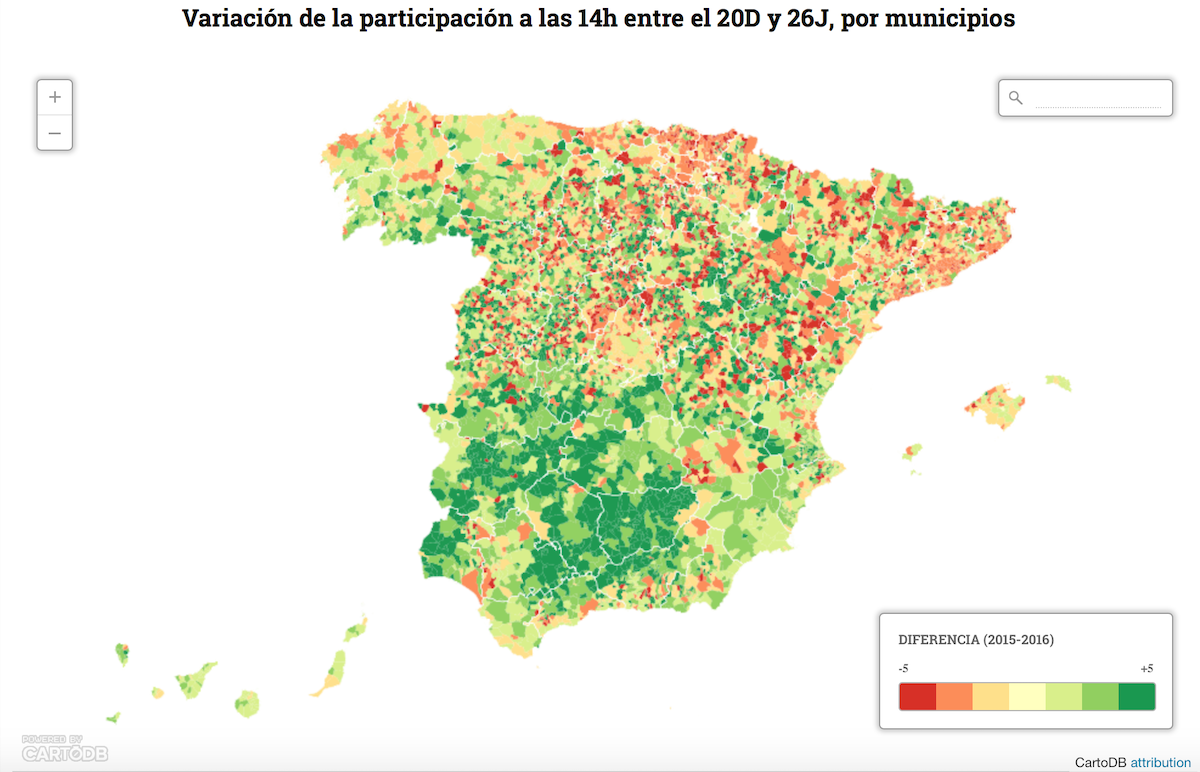 Variación de la participación a las 14h entre el 20D y 26J, por municipios
+
−
DIFERENCIA (2015-2016)
-5 +5
POWERED BY
CARTODB
CartoDB attribution